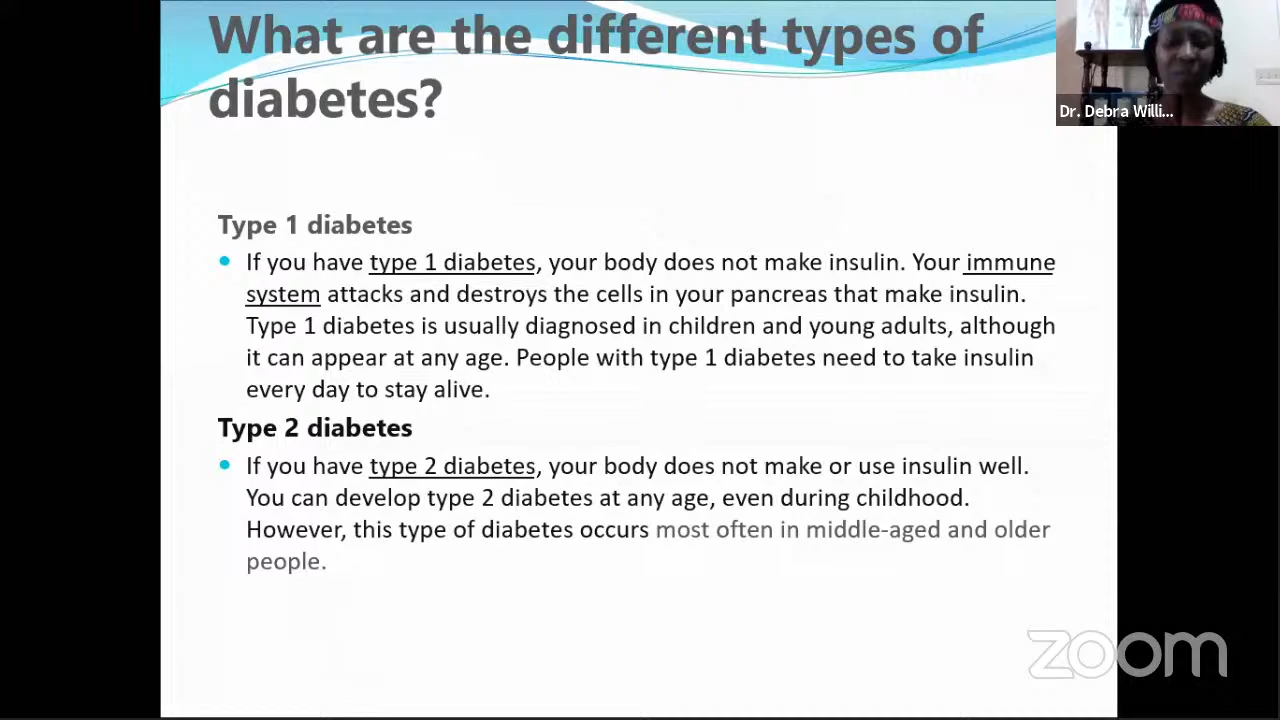 What are the different types of
diabetes?
Dr. Debra Willi...
Type 1 diabetes
If you have type 1 diabetes, your body does not make insulin. Your immune
system attacks and destroys the cells in your pancreas that make insulin.
Type 1 diabetes is usually diagnosed in children and young adults, although
it can appear at any age. People with type 1 diabetes need to take insulin
every day to stay alive.
Type 2 diabetes
If you have type 2 diabetes, your body does not make or use insulin well.
You can develop type 2 diabetes at any age, even during childhood.
However, this type of diabetes occurs most often in middle-aged and older
people.
zoom